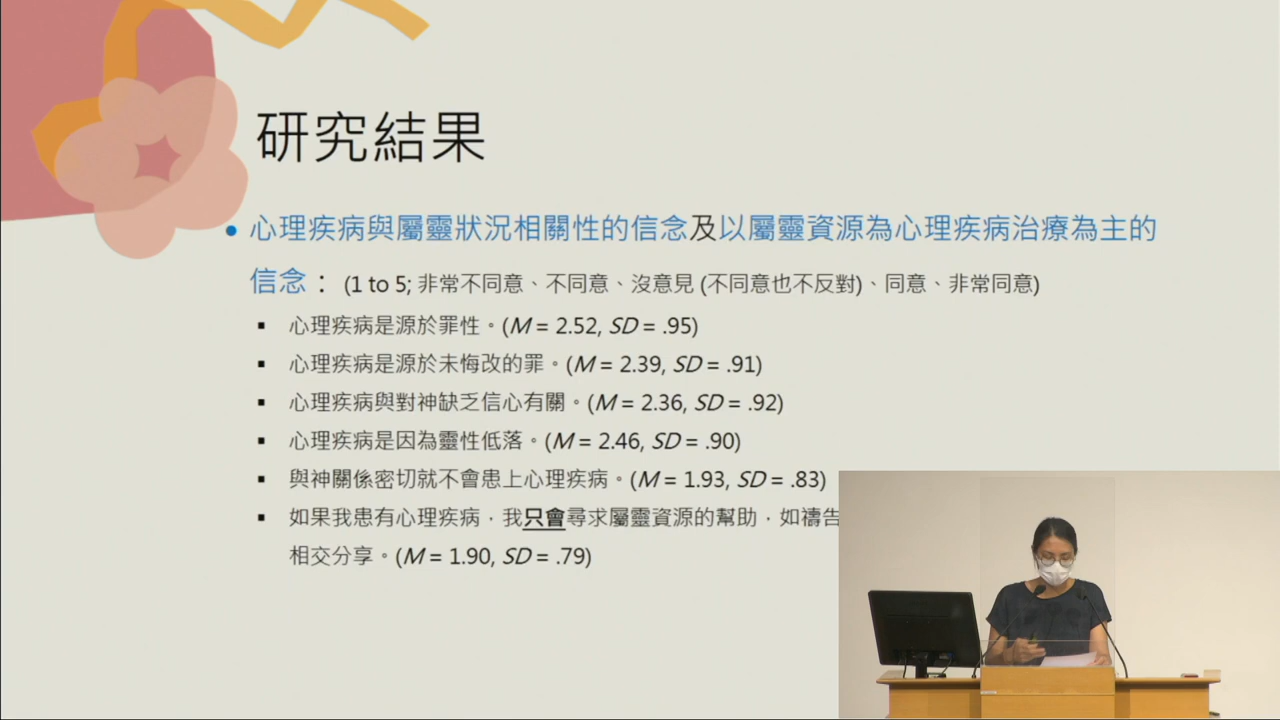 研究結果
• 心理疾病與屬靈狀況相關性的信念及以屬靈資源為心理疾病治療為主的
信念： (1 to 5; 非常不同意、不同意、沒意見 (不同意也不反對)、同意、非常同意)
▪ 心理疾病是源於罪性。(M = 2.52, SD = .95)
▪ 心理疾病是源於未悔改的罪。(M = 2.39, SD = .91)
▪ 心理疾病與對神缺乏信心有關。(M = 2.36, SD = .92)
▪ 心理疾病是因為靈性低落。(M = 2.46, SD = .90)
▪ 與神關係密切就不會患上心理疾病。(M = 1.93, SD = .83)
▪ 如果我患有心理疾病，我只會尋求屬靈資源的幫助，如禱告
相交分享。(M = 1.90, SD = .79)